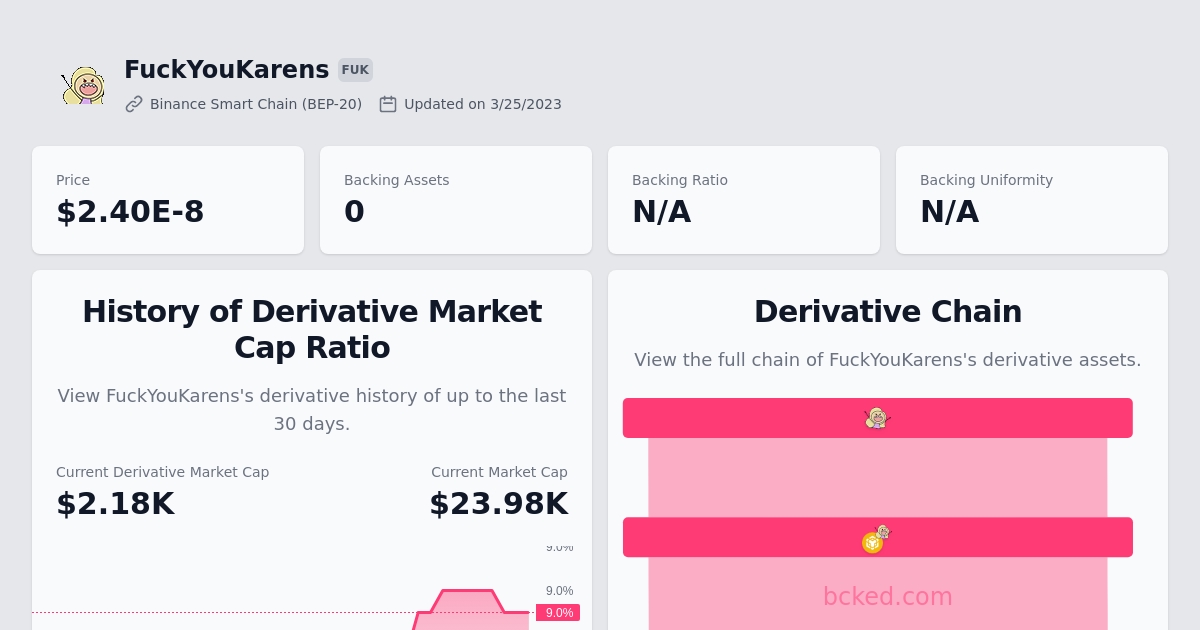 FuckYouKarens FUK
Binance Smart Chain (BEP-20) Updated on 3/25/2023
Price
$2.40E-8
Backing Assets
0
Backing Ratio
N/A
Backing Uniformity
N/A
History of Derivative Market
Cap Ratio
View FuckYouKarens's derivative history of up to the last
30 days.
Current Derivative Market Cap
$2.18K
Current Market Cap
$23.98K
9.0%
9.0%
9.0%
Derivative Chain
View the full chain of FuckYouKarens's derivative assets.
bcked.com